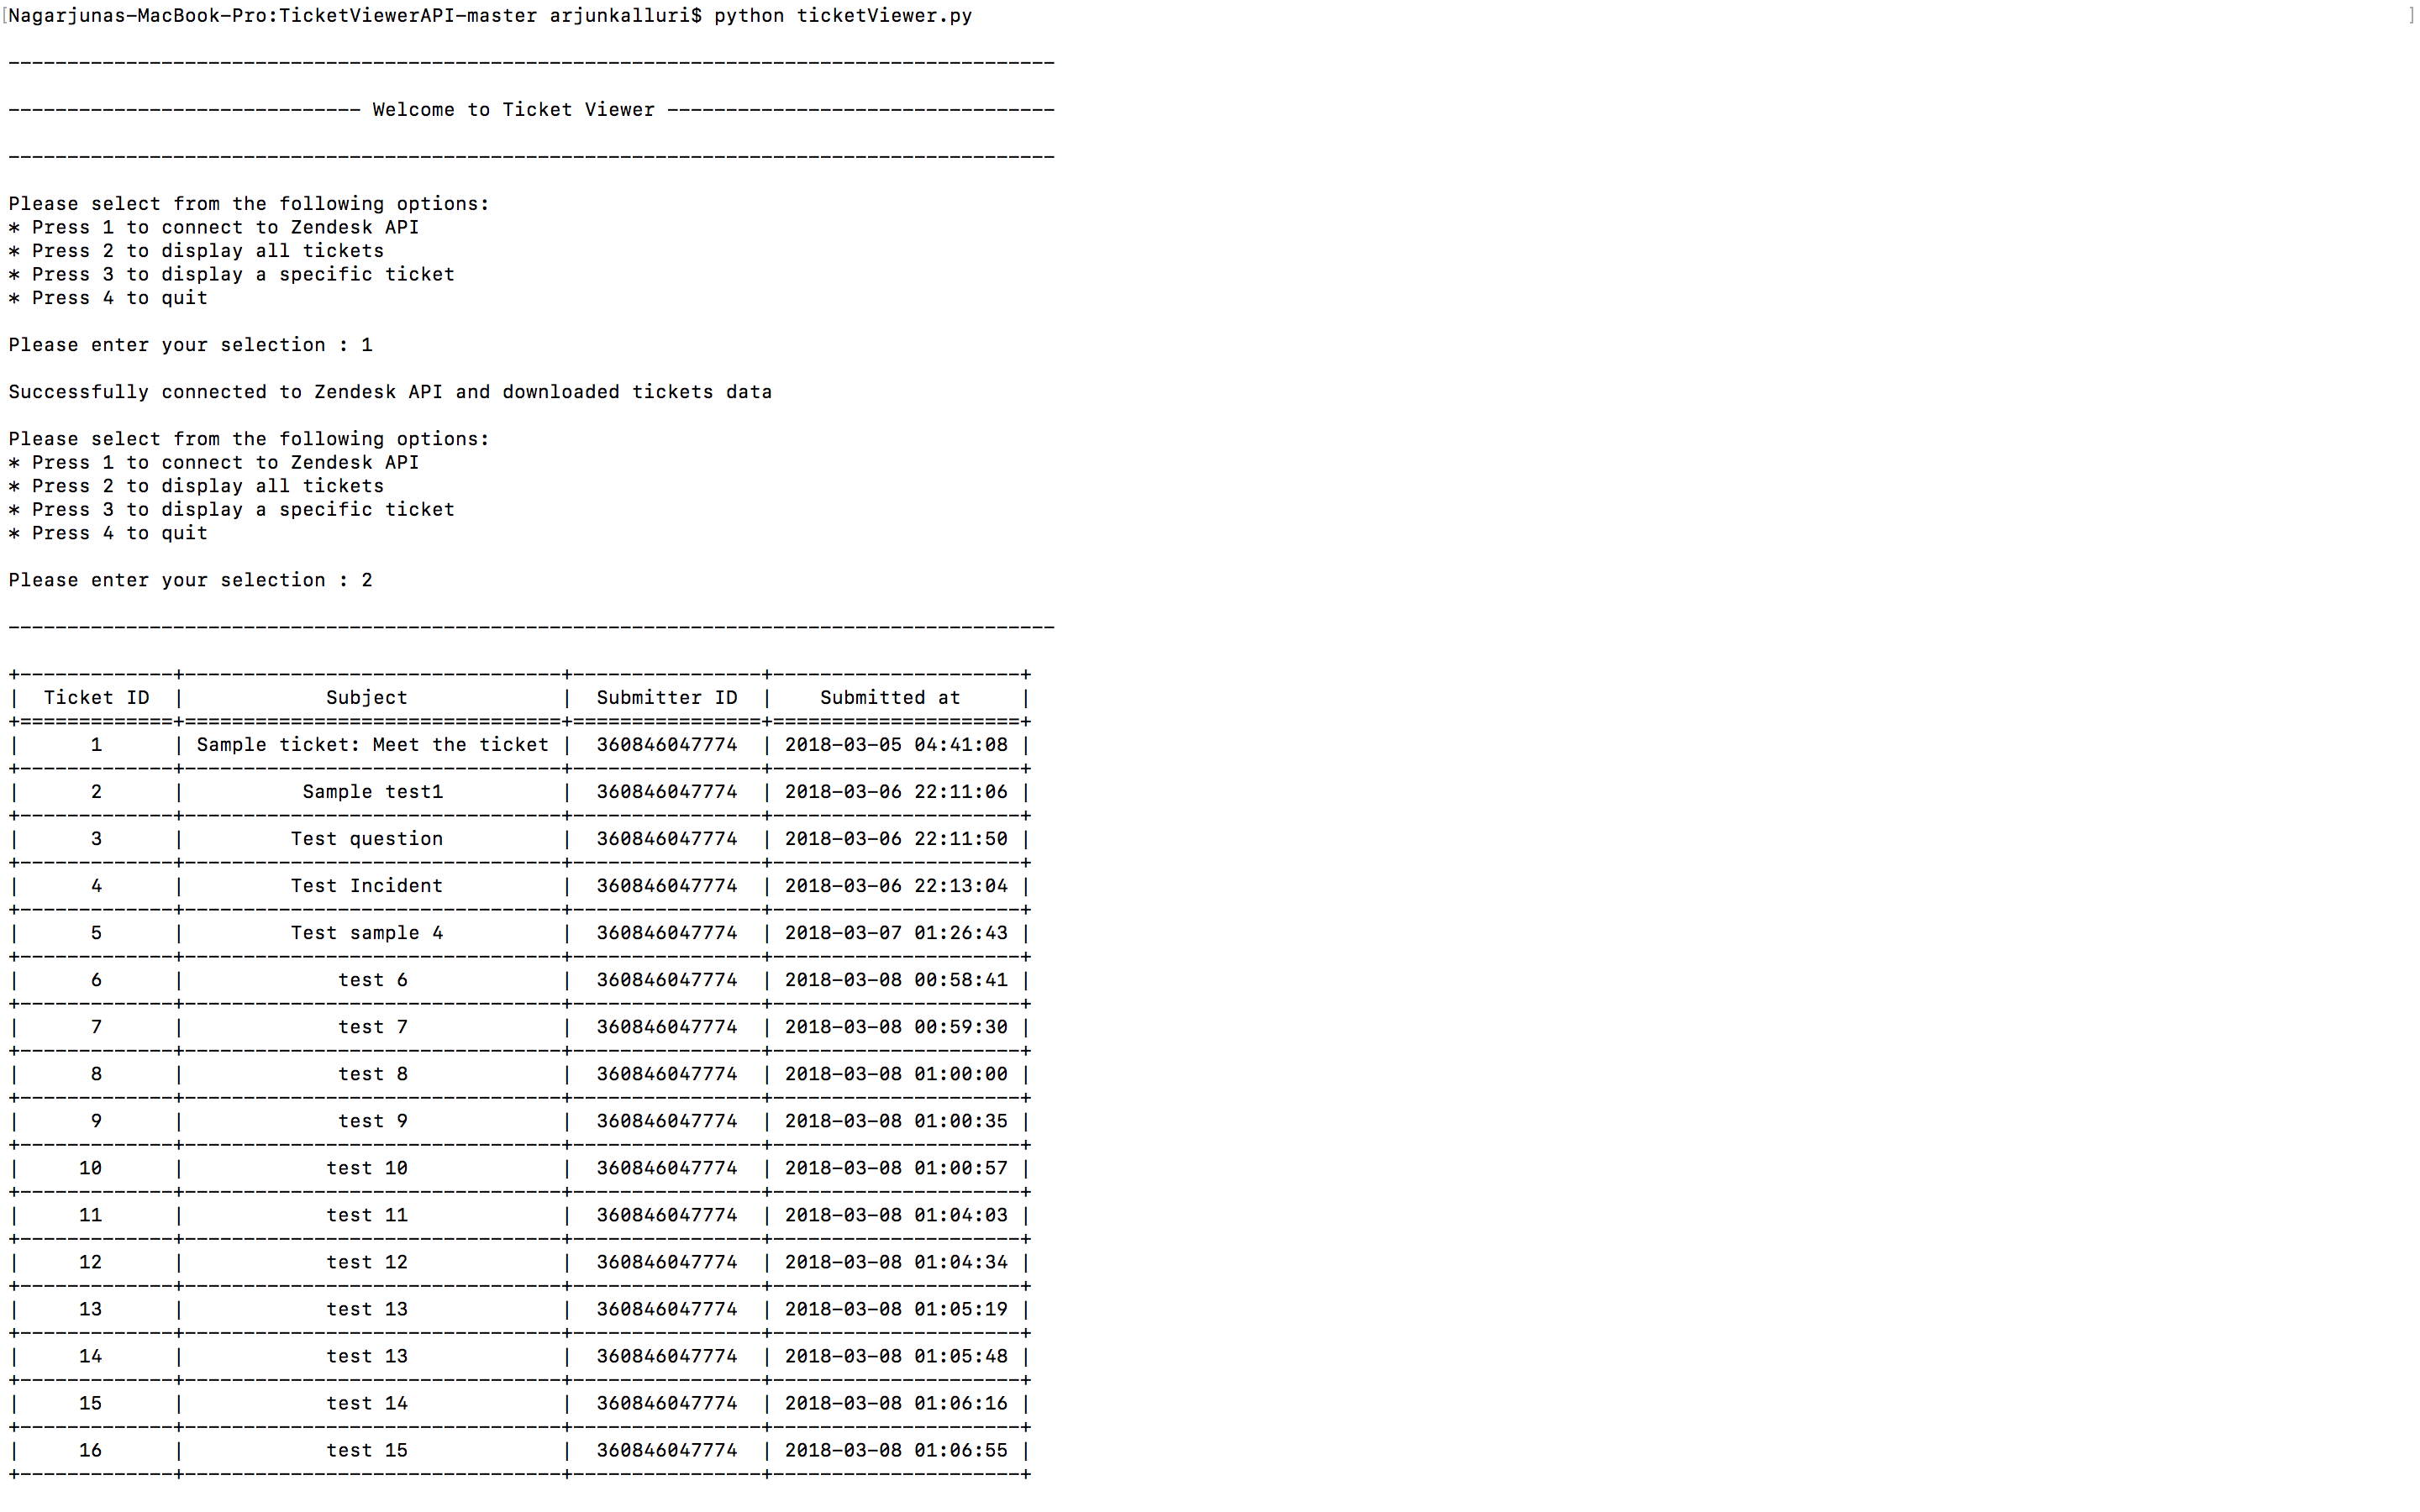 [Nagarjunas-MacBook-Pro:TicketViewerAPI-master arjunkalluri$ python ticketViewer.py ]
-----------------------------------------------------------------------------------------
------------------------------ Welcome to Ticket Viewer ---------------------------------
-----------------------------------------------------------------------------------------
Please select from the following options:
* Press 1 to connect to Zendesk API
* Press 2 to display all tickets
* Press 3 to display a specific ticket
* Press 4 to quit
Please enter your selection : 1
Successfully connected to Zendesk API and downloaded tickets data
Please select from the following options:
* Press 1 to connect to Zendesk API
* Press 2 to display all tickets
* Press 3 to display a specific ticket
* Press 4 to quit
Please enter your selection : 2
-----------------------------------------------------------------------------------------
+-------------+--------------------------------+----------------+---------------------+
|  Ticket ID  |            Subject             |  Submitter ID  |    Submitted at     |
+=============+================================+================+=====================+
|      1      | Sample ticket: Meet the ticket |  360846047774  | 2018-03-05 04:41:08 |
+-------------+--------------------------------+----------------+---------------------+
|      2      |          Sample test1          |  360846047774  | 2018-03-06 22:11:06 |
+-------------+--------------------------------+----------------+---------------------+
|      3      |         Test question          |  360846047774  | 2018-03-06 22:11:50 |
+-------------+--------------------------------+----------------+---------------------+
|      4      |         Test Incident          |  360846047774  | 2018-03-06 22:13:04 |
+-------------+--------------------------------+----------------+---------------------+
|      5      |         Test sample 4          |  360846047774  | 2018-03-07 01:26:43 |
+-------------+--------------------------------+----------------+---------------------+
|      6      |             test 6             |  360846047774  | 2018-03-08 00:58:41 |
+-------------+--------------------------------+----------------+---------------------+
|      7      |             test 7             |  360846047774  | 2018-03-08 00:59:30 |
+-------------+--------------------------------+----------------+---------------------+
|      8      |             test 8             |  360846047774  | 2018-03-08 01:00:00 |
+-------------+--------------------------------+----------------+---------------------+
|      9      |             test 9             |  360846047774  | 2018-03-08 01:00:35 |
+-------------+--------------------------------+----------------+---------------------+
|     10      |            test 10             |  360846047774  | 2018-03-08 01:00:57 |
+-------------+--------------------------------+----------------+---------------------+
|     11      |            test 11             |  360846047774  | 2018-03-08 01:04:03 |
+-------------+--------------------------------+----------------+---------------------+
|     12      |            test 12             |  360846047774  | 2018-03-08 01:04:34 |
+-------------+--------------------------------+----------------+---------------------+
|     13      |            test 13             |  360846047774  | 2018-03-08 01:05:19 |
+-------------+--------------------------------+----------------+---------------------+
|     14      |            test 13             |  360846047774  | 2018-03-08 01:05:48 |
+-------------+--------------------------------+----------------+---------------------+
|     15      |            test 14             |  360846047774  | 2018-03-08 01:06:16 |
+-------------+--------------------------------+----------------+---------------------+
|     16      |            test 15             |  360846047774  | 2018-03-08 01:06:55 |
+-------------+--------------------------------+----------------+---------------------+